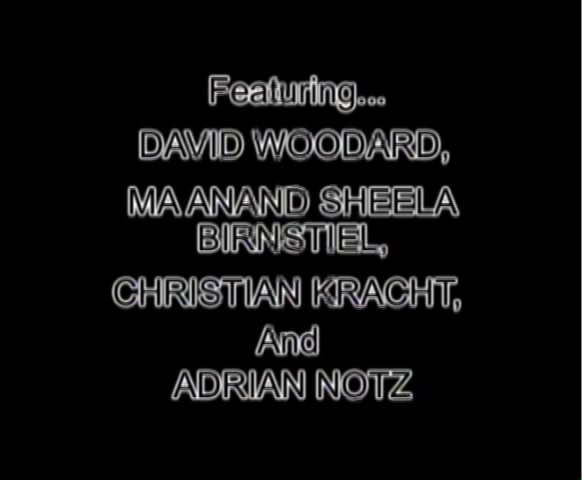 Featuring...
DAVID WOODARD,
MA ANAND SHEELA
BIRNSTIEL,
CHRISTIAN KRACHT,
And
ADRIAN NOTZ